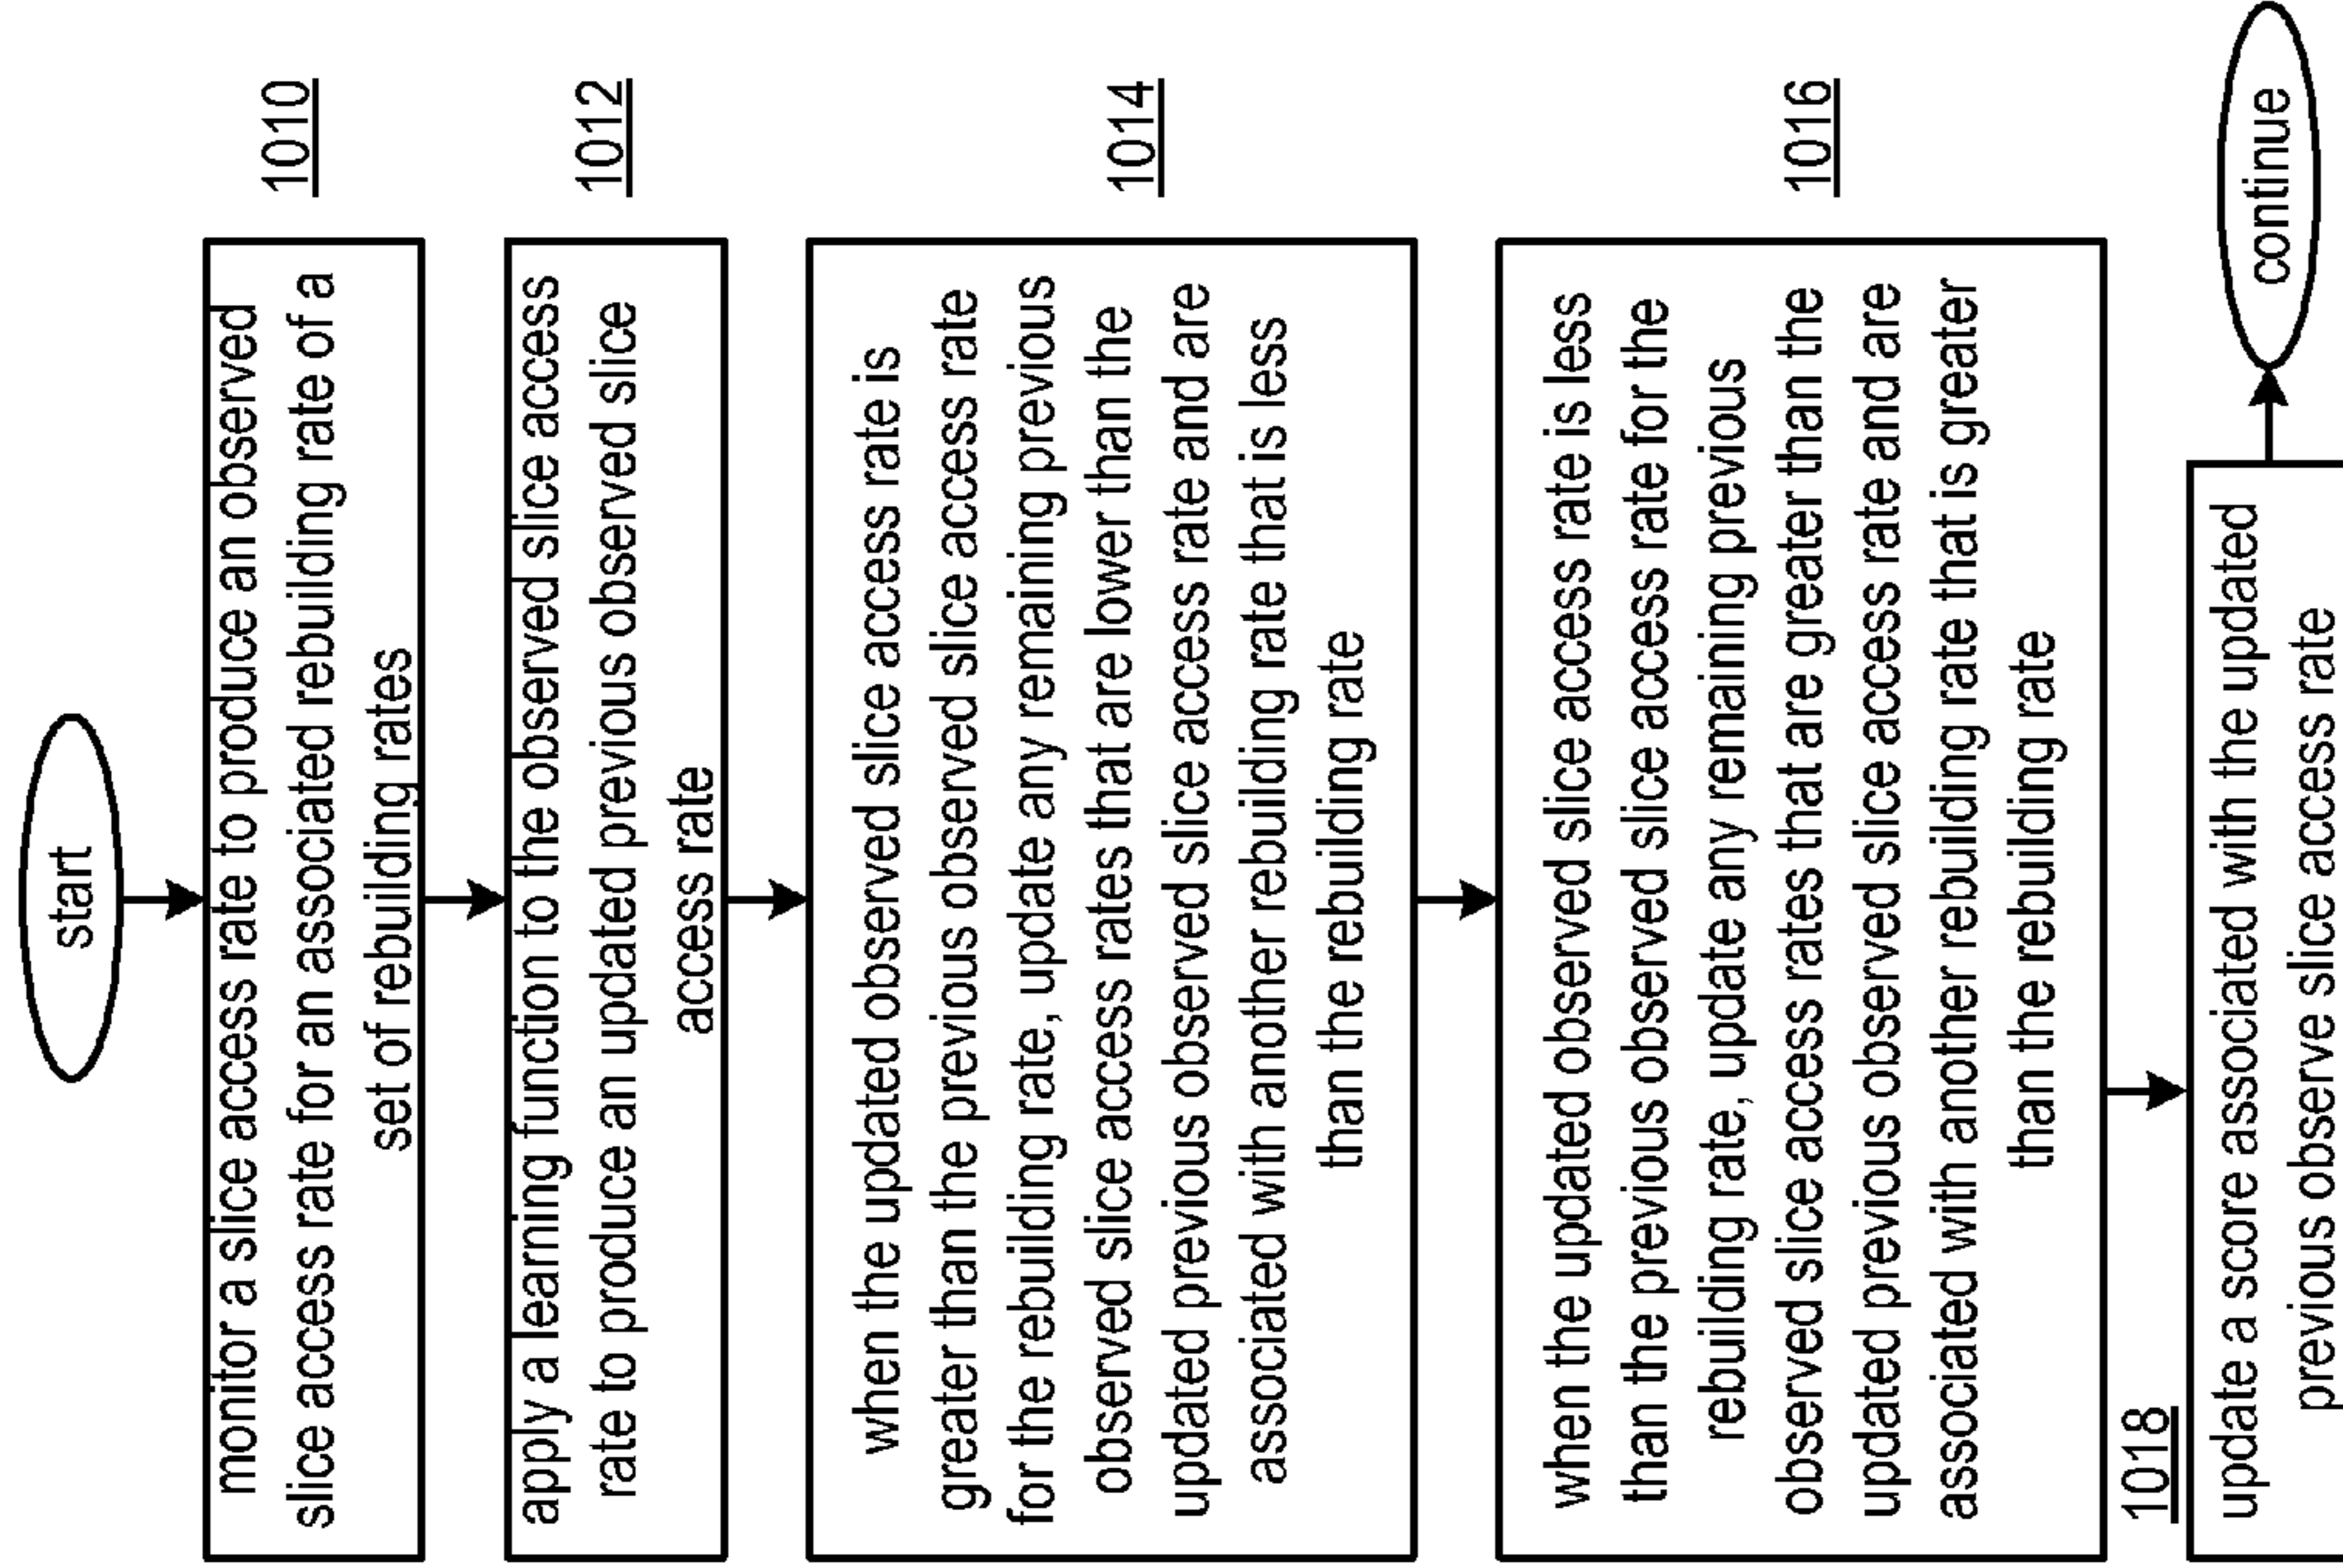 start
monitor a slice access rate to produce an observed
slice access rate for an associated rebuilding rate of a
set of rebuilding rates
1010
apply a learning function to the observed slice access
rate to produce an updated previous observed slice
access rate
1012
when the updated observed slice access rate is
greater than the previous observed slice access rate
for the rebuilding rate, update any remaining previous
observed slice access rates that are lower than the
updated previous observed slice access rate and are
associated with another rebuilding rate that is less
than the rebuilding rate
1014
when the updated observed slice access rate is less
than the previous observed slice access rate for the
rebuilding rate, update any remaining previous
observed slice access rates that are greater than the
updated previous observed slice access rate and are
associated with another rebuilding rate that is greater
than the rebuilding rate
1016
1018
update a score associated with the updated
previous observe slice access rate
continue